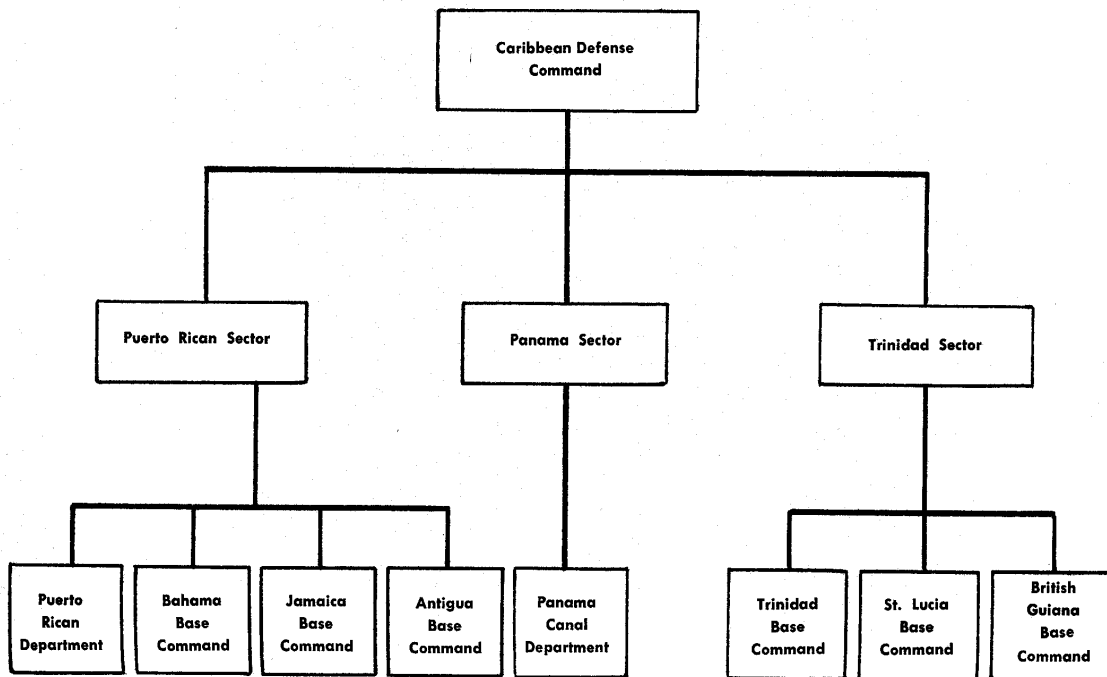 Caribbean Defense
Command
Puerto Rican Sector
Panama Sector
Trinidad Sector
Puerto
Rican
Department
Bahama
Base
Command
Jamaica
Base
Command
Antigua
Base
Command
Panama
Canal
Department
Trinidad
Base
Command
St. Lucia
Base
Command
British
Guiana
Base
Command